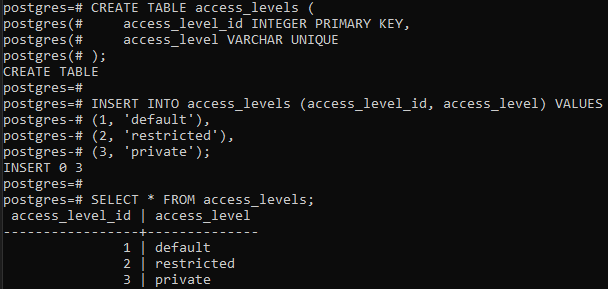 postgres=# CREATE TABLE access_levels (
postgres(#     access_level_id INTEGER PRIMARY KEY,
postgres(#     access_level VARCHAR UNIQUE
postgres(# );
CREATE TABLE
postgres=#
postgres=# INSERT INTO access_levels (access_level_id, access_level) VALUES
postgres-# (1, 'default'),
postgres-# (2, 'restricted'),
postgres-# (3, 'private');
INSERT 0 3
postgres=#
postgres=# SELECT * FROM access_levels;
 access_level_id | access_level
-----------------+--------------
               1 | default
               2 | restricted
               3 | private